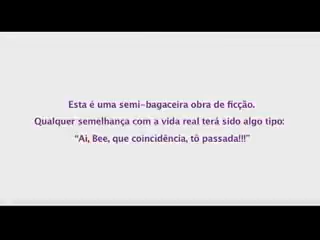 Esta é uma semi-bagaceira obra de ficção.
Qualquer semelhança com a vida real terá sido algo tipo:
“Ai, Bee, que coincidência, tô passada!!!”